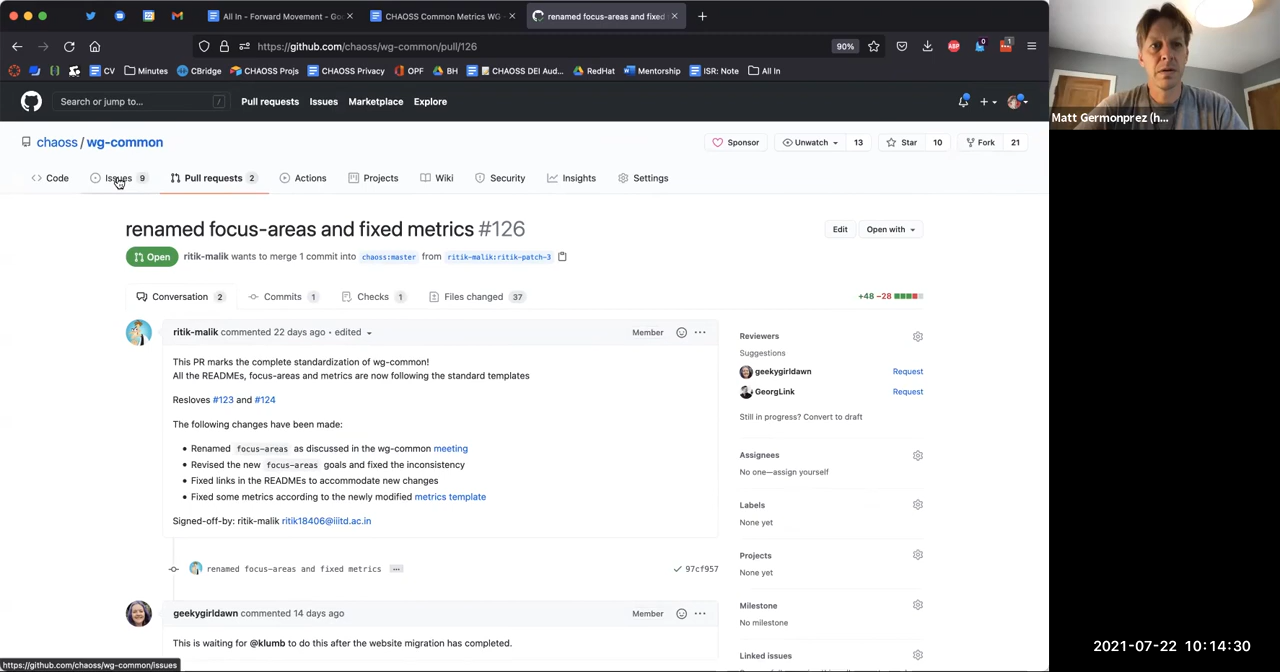 All In - Forward Movement - Go
CHAOSS Common Metrics WG
renamed focus-areas and fixed
https://github.com/chaoss/wg-common/pull/126
90%
ABP
0
1
CV
Minutes
CBridge
CHAOSS Projs
CHAOSS Privacy
OPF
BH
CHAOSS DEI Aud...
RedHat
Mentorship
ISR: Note
All In
Search or jump to...
/
Pull requests
Issues
Marketplace
Explore
chaoss / wg-common
Sponsor
Unwatch
13
Star
10
Fork
21
Code
Issues 9
Pull requests 2
Actions
Projects
Wiki
Security
Insights
Settings
renamed focus-areas and fixed metrics #126
Edit
Open with
Open
ritik-malik wants to merge 1 commit into chaoss:master from ritik-malik:ritik-patch-3
Conversation 2
Commits 1
Checks 1
Files changed 37
+48 −28
ritik-malik commented 22 days ago • edited
Member
This PR marks the complete standardization of wg-common!
All the READMEs, focus-areas and metrics are now following the standard templates
Resloves #123 and #124
The following changes have been made:
• Renamed focus-areas as discussed in the wg-common meeting
• Revised the new focus-areas goals and fixed the inconsistency
• Fixed links in the READMEs to accommodate new changes
• Fixed some metrics according to the newly modified metrics template
Signed-off-by: ritik-malik ritik18406@iiitd.ac.in
renamed focus-areas and fixed metrics ...
97cf957
geekygirldawn commented 14 days ago
Member
This is waiting for @klumb to do this after the website migration has completed.
Reviewers
Suggestions
geekygirldawn
Request
GeorgLink
Request
Still in progress? Convert to draft
Assignees
No one—assign yourself
Labels
None yet
Projects
None yet
Milestone
No milestone
Linked issues
https://github.com/chaoss/wg-common/issues
Matt Germonprez (h...
2021-07-22 10:14:30